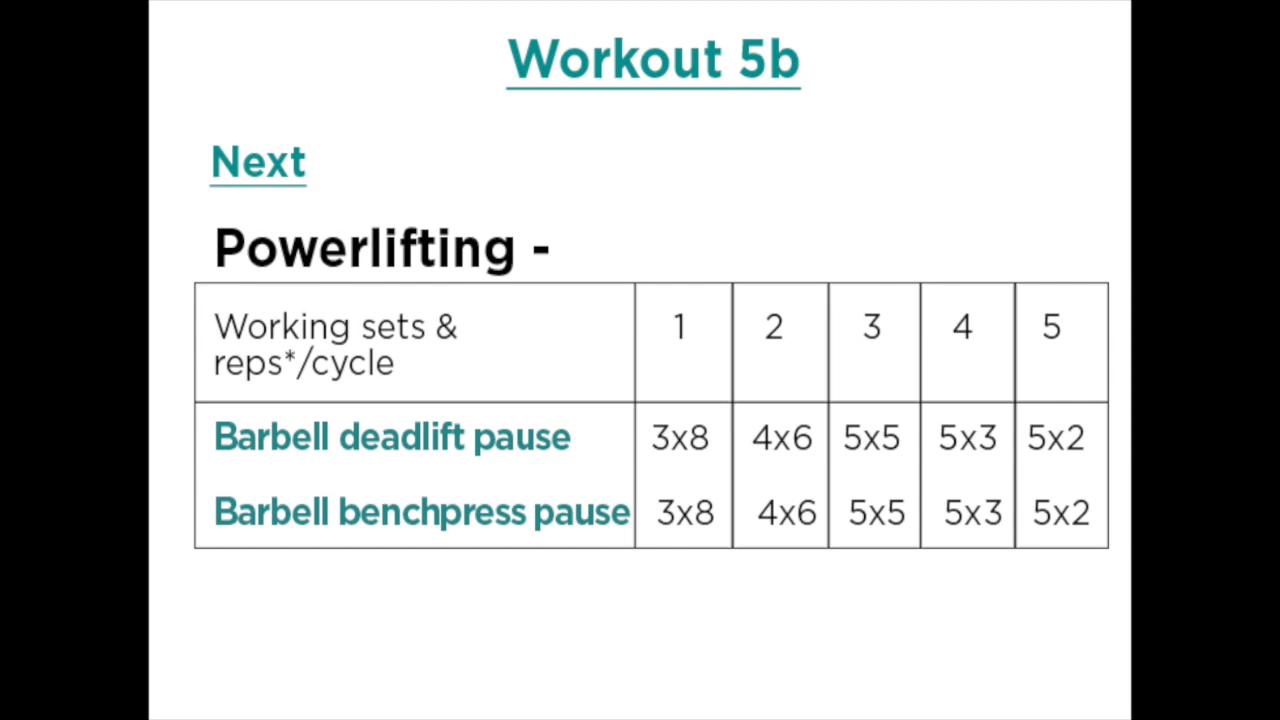 Workout 5b
Next
Powerlifting -
Working sets & 1 2 3 4 5
reps*/cycle
Barbell deadlift pause 3x8 4x6 5x5 5x3 5x2
Barbell benchpress pause 3x8 4x6 5x5 5x3 5x2